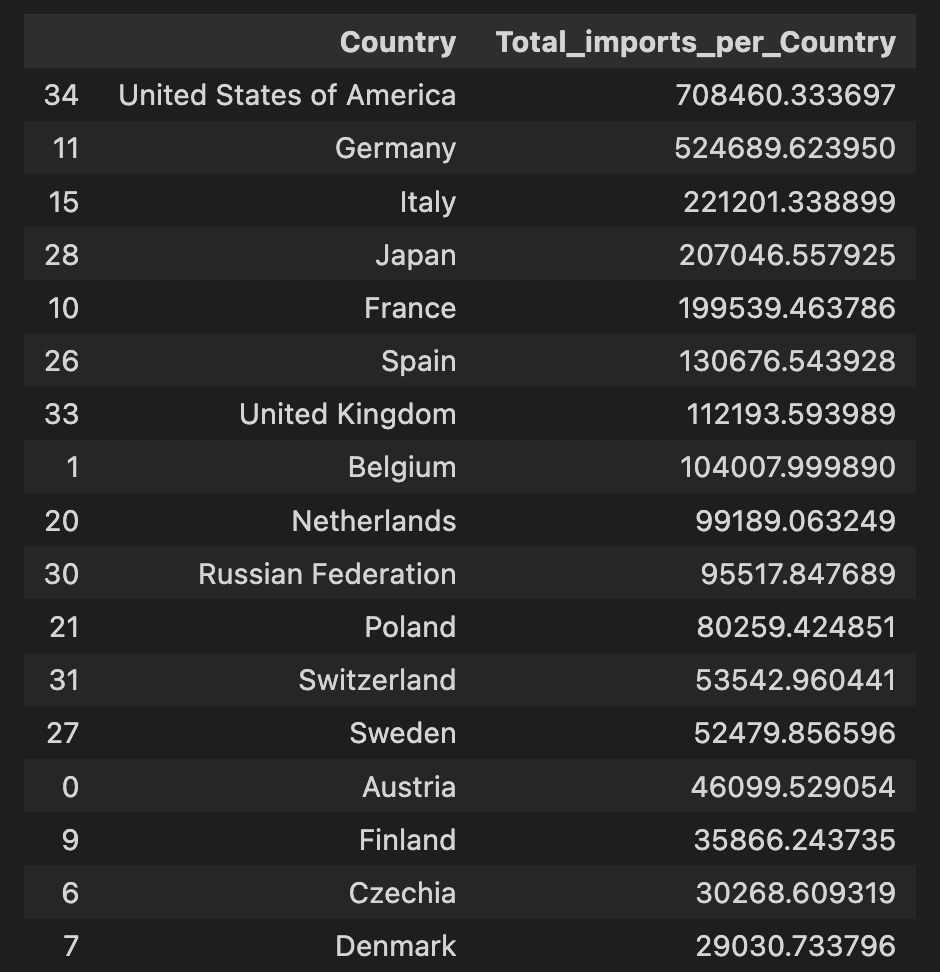 Country Total_imports_per_Country
34 United States of America 708460.333697
11 Germany 524689.623950
15 Italy 221201.338899
28 Japan 207046.557925
10 France 199539.463786
26 Spain 130676.543928
33 United Kingdom 112193.593989
1 Belgium 104007.999890
20 Netherlands 99189.063249
30 Russian Federation 95517.847689
21 Poland 80259.424851
31 Switzerland 53542.960441
27 Sweden 52479.856596
0 Austria 46099.529054
9 Finland 35866.243735
6 Czechia 30268.609319
7 Denmark 29030.733796